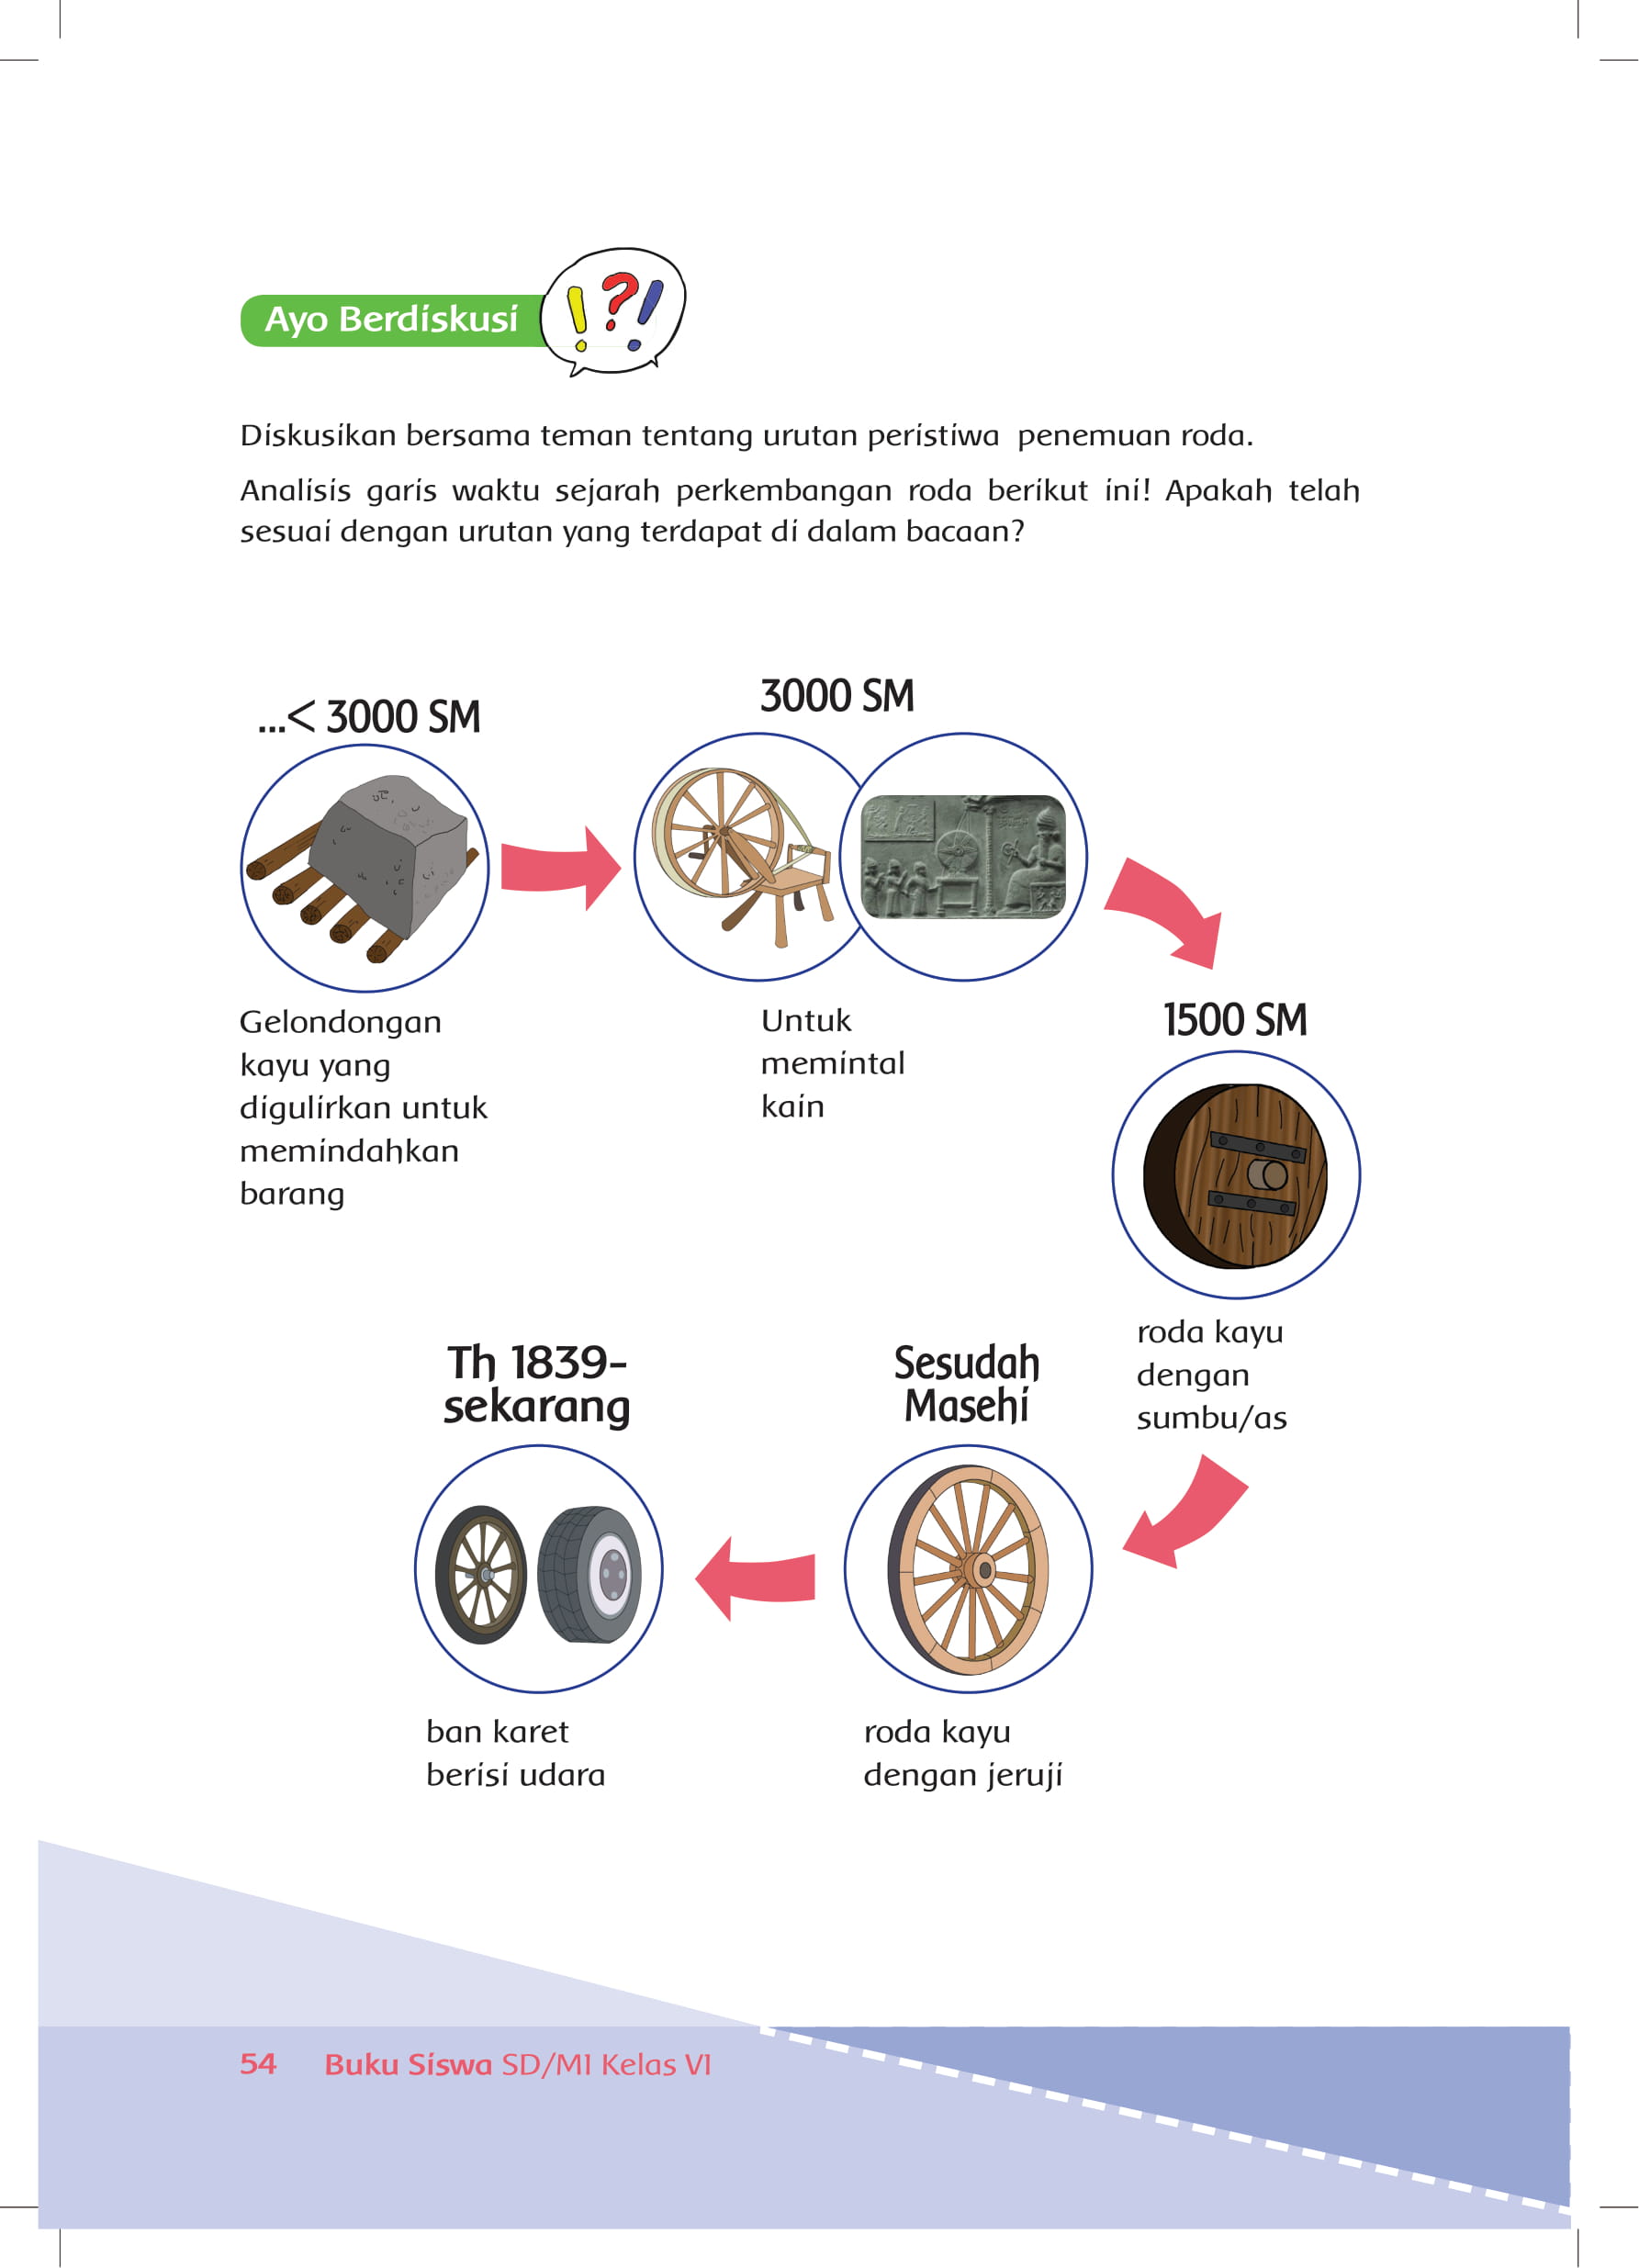 Ayo Berdiskusi
Diskusikan bersama teman tentang urutan peristiwa penemuan roda.
Analisis garis waktu sejarah perkembangan roda berikut ini! Apakah telah
sesuai dengan urutan yang terdapat di dalam bacaan?
...< 3000 SM
Gelondongan
kayu yang
digulirkan untuk
memindahkan
barang
3000 SM
Untuk
memintal
kain
1500 SM
roda kayu
dengan
sumbu/as
Sesudah
Masehi
roda kayu
dengan jeruji
Th 1839-
sekarang
ban karet
berisi udara
54 Buku Siswa SD/MI Kelas VI